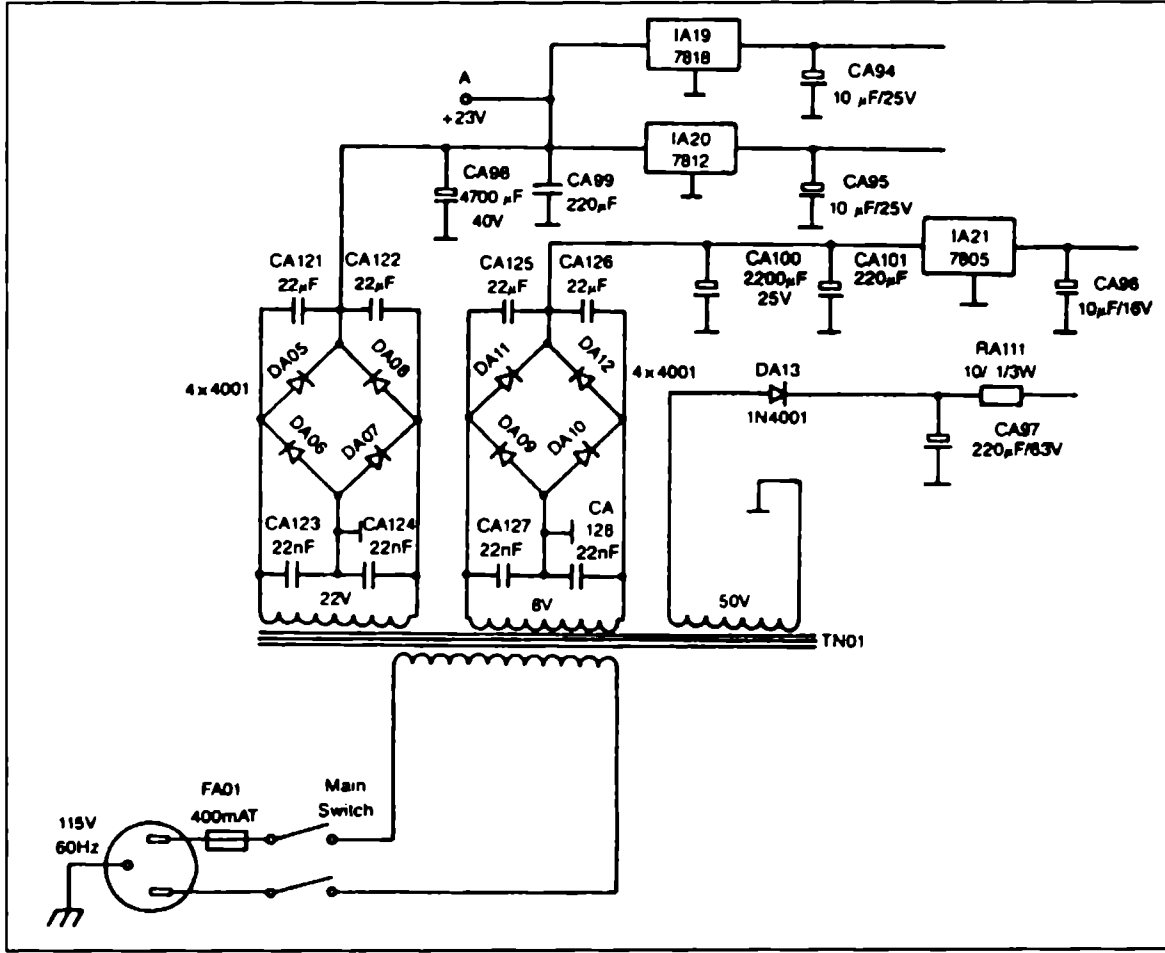 IA19
7818
CA94
10 µF/25V
A
+23V
IA20
7812
CA95
10 µF/25V
CA98
4700 µF
40V
CA99
220µF
IA21
7805
CA96
10µF/16V
CA100
2200µF
25V
CA101
220µF
CA121
22µF
CA122
22µF
CA125
22µF
CA126
22µF
DA05
DA08
DA06
DA07
4 x 4001
DA11
DA12
DA09
DA10
4 x 4001
DA13
1N4001
RA111
10/ 1/3W
CA97
220µF/63V
CA123
22nF
CA124
22nF
CA127
22nF
CA
128
22nF
22V
8V
50V
TN01
FA01
400mAT
Main
Switch
115V
60Hz